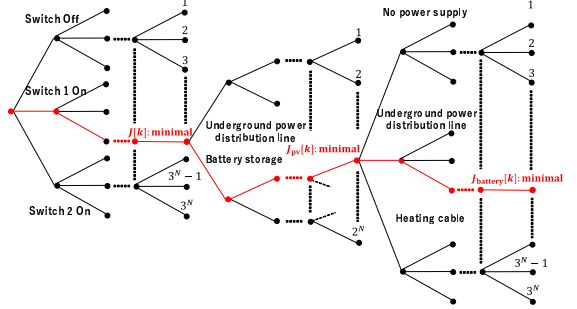 Switch Off
1
2
3
Switch 1 On
J[k]: minimal
3^N − 1
3^N
Switch 2 On
1
2
Underground power
distribution line
J_pv[k]: minimal
Battery storage
2^N
No power supply
1
2
3
Underground power
distribution line
J_battery[k]: minimal
Heating cable
3^N − 1
3^N